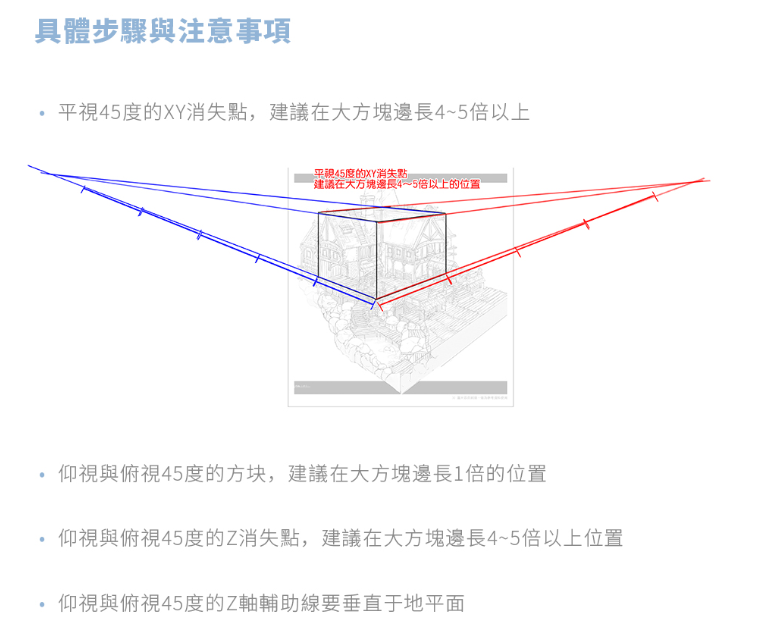 具體步驟與注意事項
• 平視45度的XY消失點，建議在大方塊邊長4~5倍以上
平視45度的XY消失點
建議在大方塊邊長4~5倍以上的位置
• 仰視與俯視45度的方块，建議在大方塊邊長1倍的位置
• 仰視與俯視45度的Z消失點，建議在大方塊邊長4~5倍以上位置
• 仰視與俯視45度的Z軸輔助線要垂直于地平面